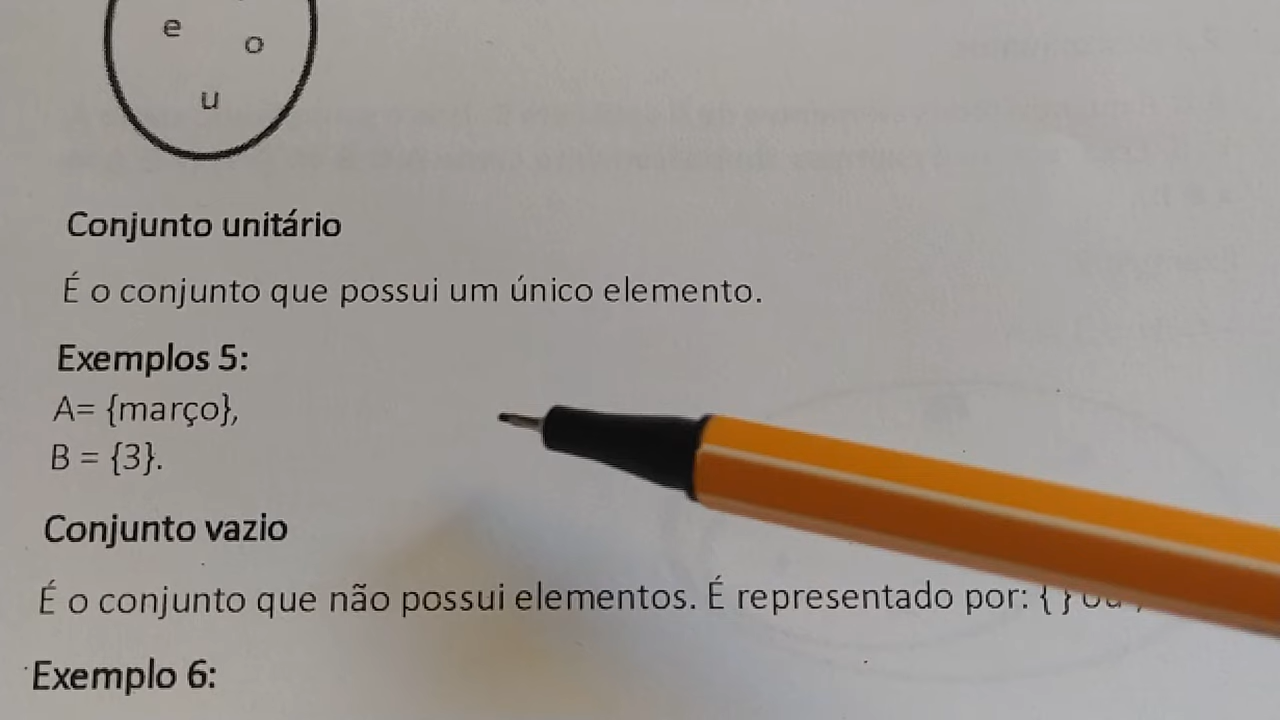 e
o
u
Conjunto unitário
É o conjunto que possui um único elemento.
Exemplos 5:
A= {março},
B = {3}.
Conjunto vazio
É o conjunto que não possui elementos. É representado por: { } ou
Exemplo 6: